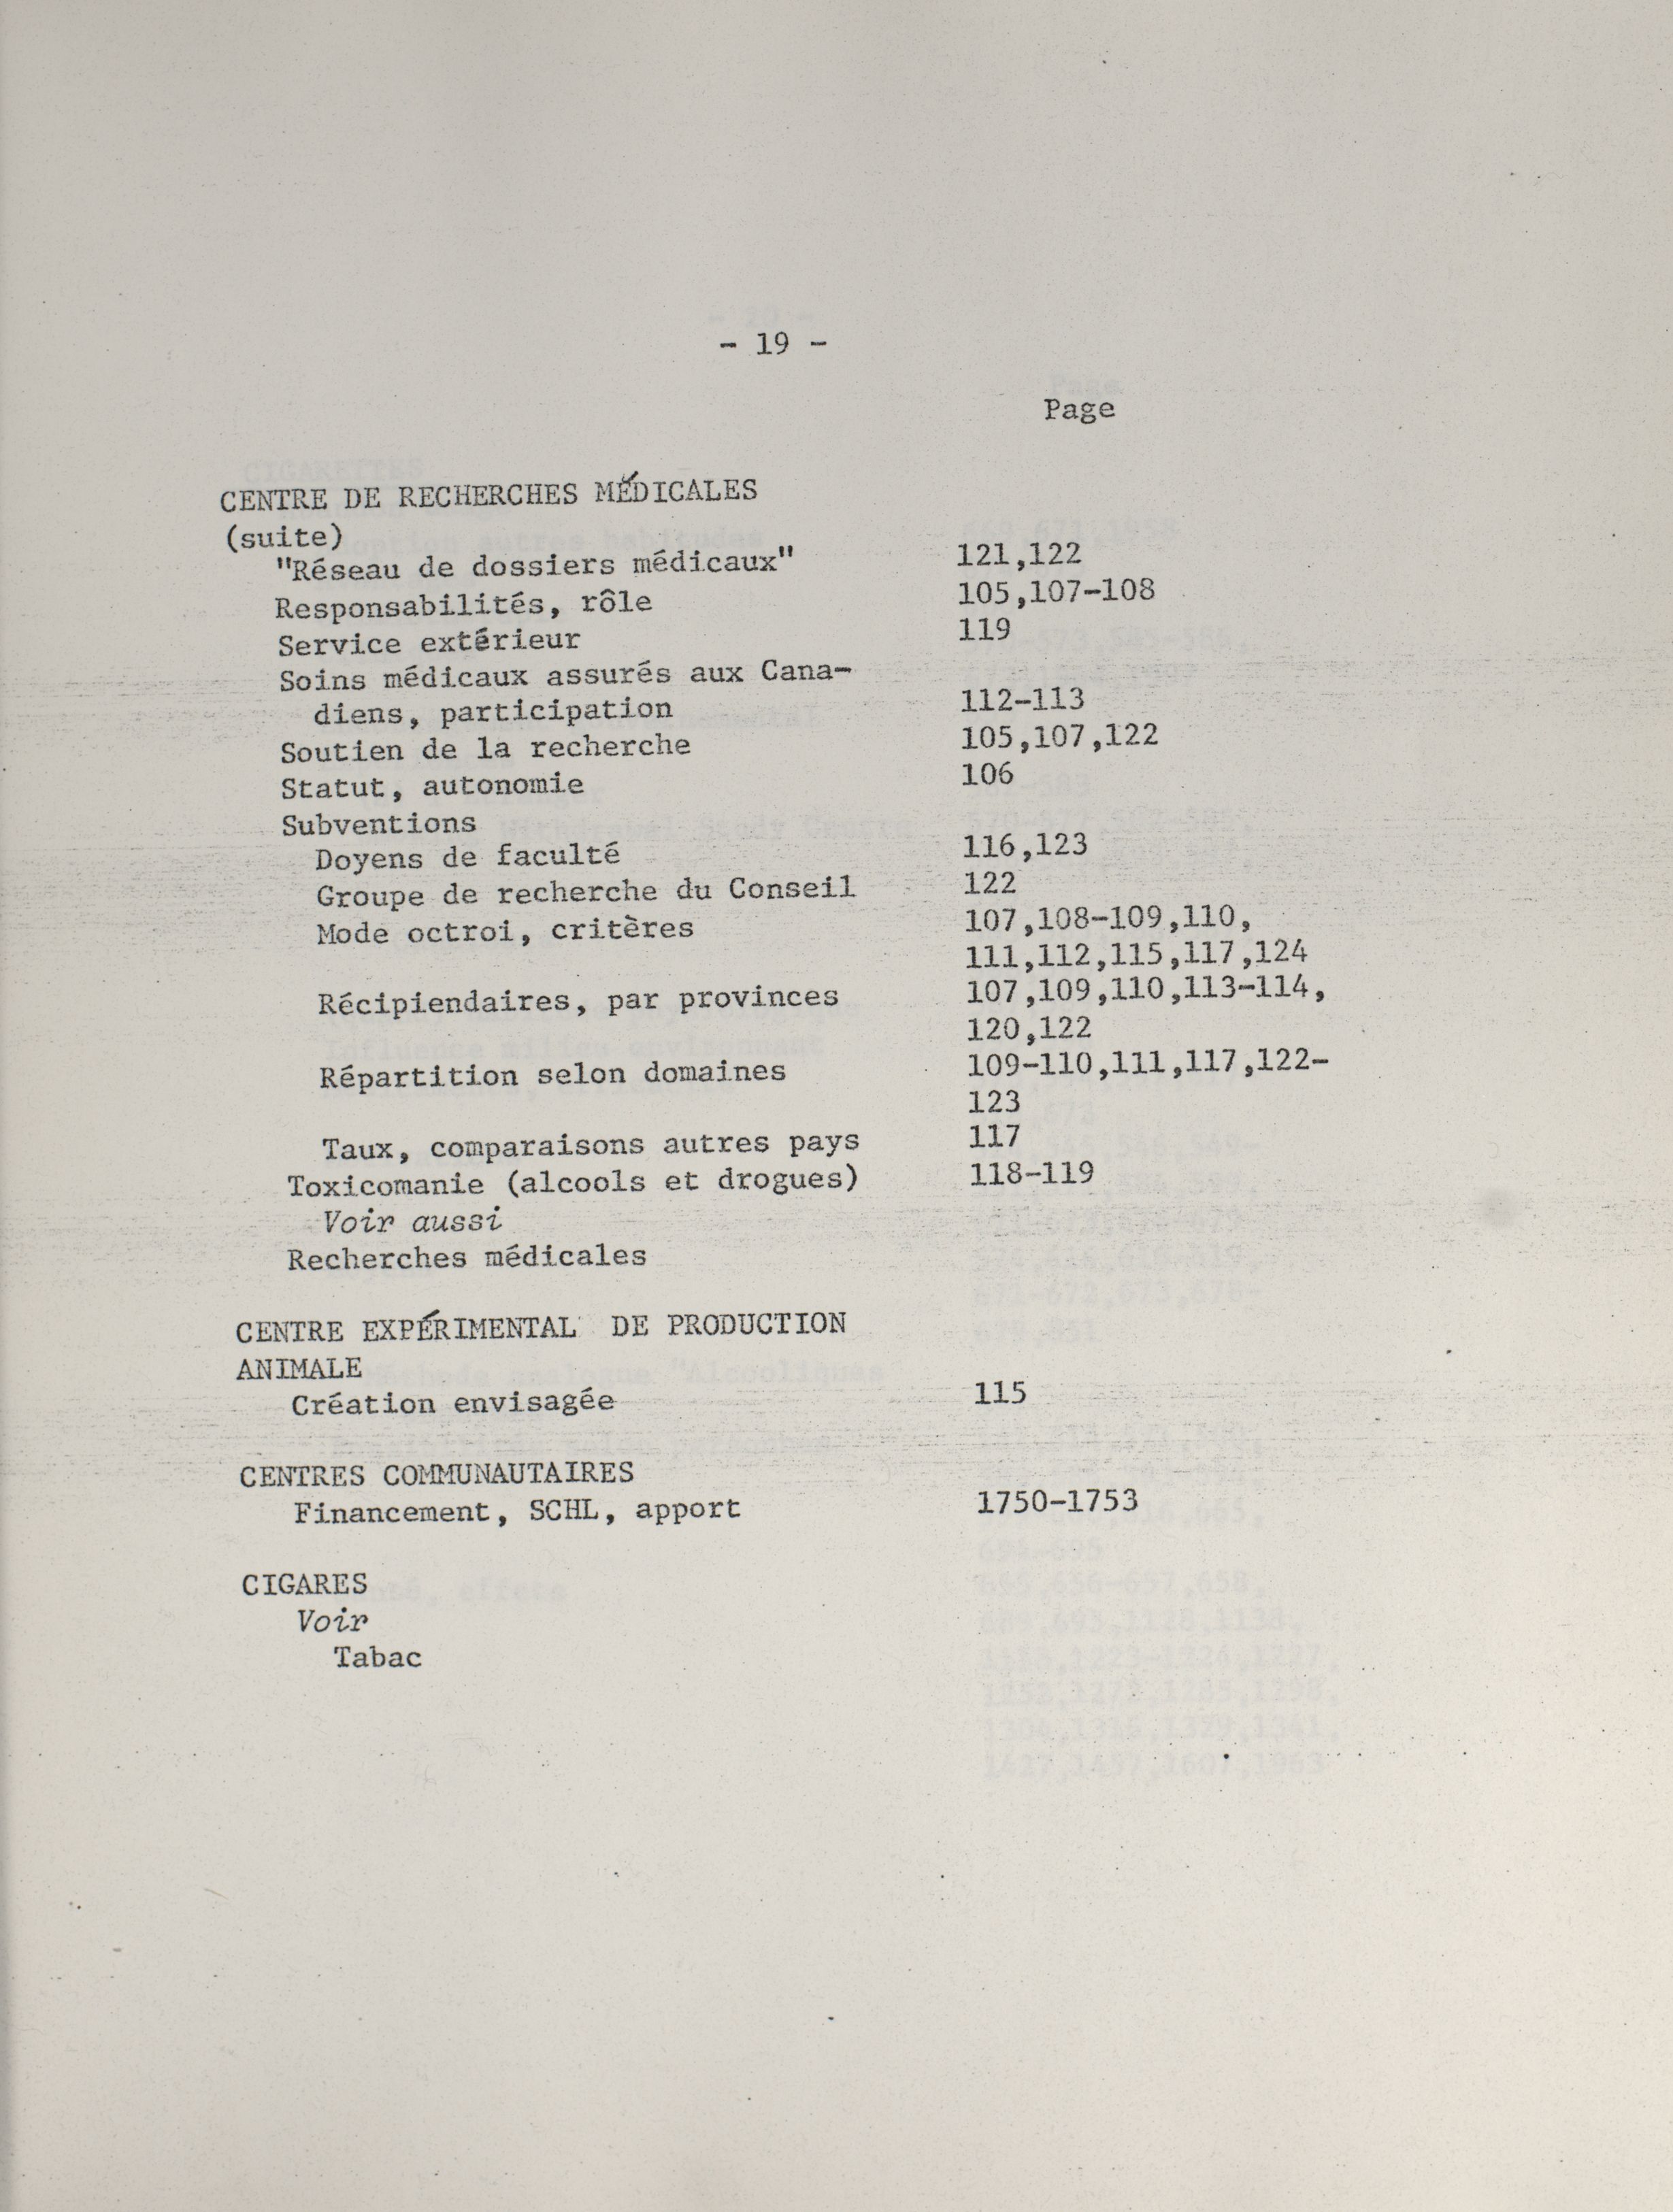 - 19 -
Page
CENTRE DE RECHERCHES MÉDICALES
(suite)
"Réseau de dossiers médicaux" 121,122
Responsabilités, rôle 105,107-108
Service extérieur 119
Soins médicaux assurés aux Cana-
diens, participation 112-113
Soutien de la recherche 105,107,122
Statut, autonomie 106
Subventions
Doyens de faculté 116,123
Groupe de recherche du Conseil 122
Mode octroi, critères 107,108-109,110,
111,112,115,117,124
Récipiendaires, par provinces 107,109,110,113-114,
120,122
Répartition selon domaines 109-110,111,117,122-
123
Taux, comparaisons autres pays 117
Toxicomanie (alcools et drogues) 118-119
Voir aussi
Recherches médicales
CENTRE EXPÉRIMENTAL DE PRODUCTION
ANIMALE
Création envisagée 115
CENTRES COMMUNAUTAIRES
Financement, SCHL, apport 1750-1753
CIGARES
Voir
Tabac